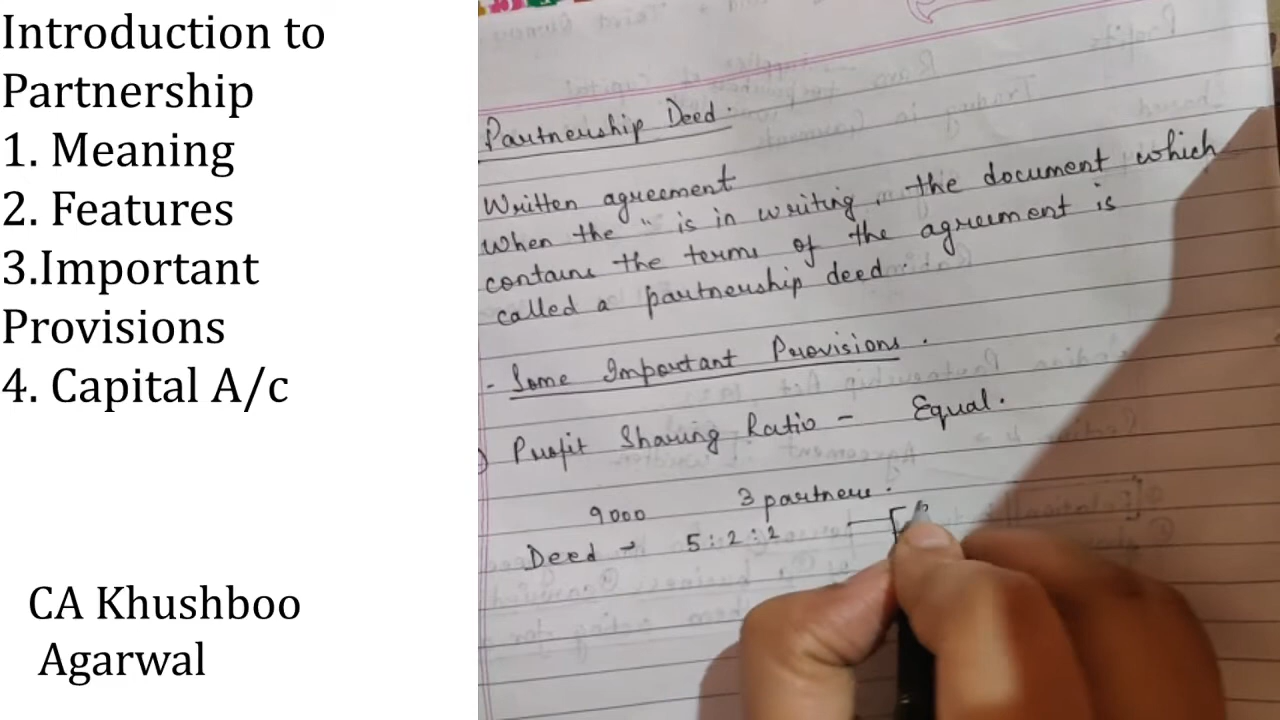 Introduction to
Partnership
1. Meaning
2. Features
3.Important
Provisions
4. Capital A/c
CA Khushboo
Agarwal
Partnership Deed.
Written agreement
When the " is in writing, the document which
contains the terms of the agreement is
called a partnership deed.
- Some Important Provisions.
Profit Sharing Ratio - Equal.
9000 3 partners.
Deed → 5:2:2